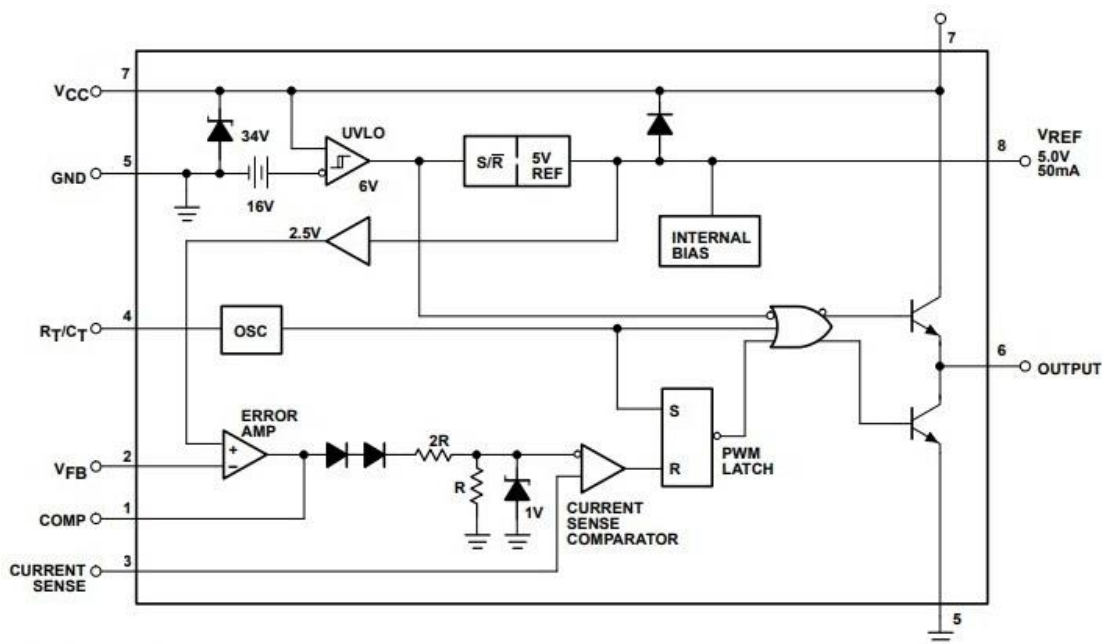 7
7
VCC
34V
UVLO
S/R̅
5V
REF
8
VREF
5.0V
50mA
5
GND
16V
6V
2.5V
INTERNAL
BIAS
4
RT/CT
OSC
6
OUTPUT
ERROR
AMP
+
−
2R
S
R
PWM
LATCH
2
VFB
R
1V
1
COMP
CURRENT
SENSE
COMPARATOR
3
CURRENT
SENSE
5